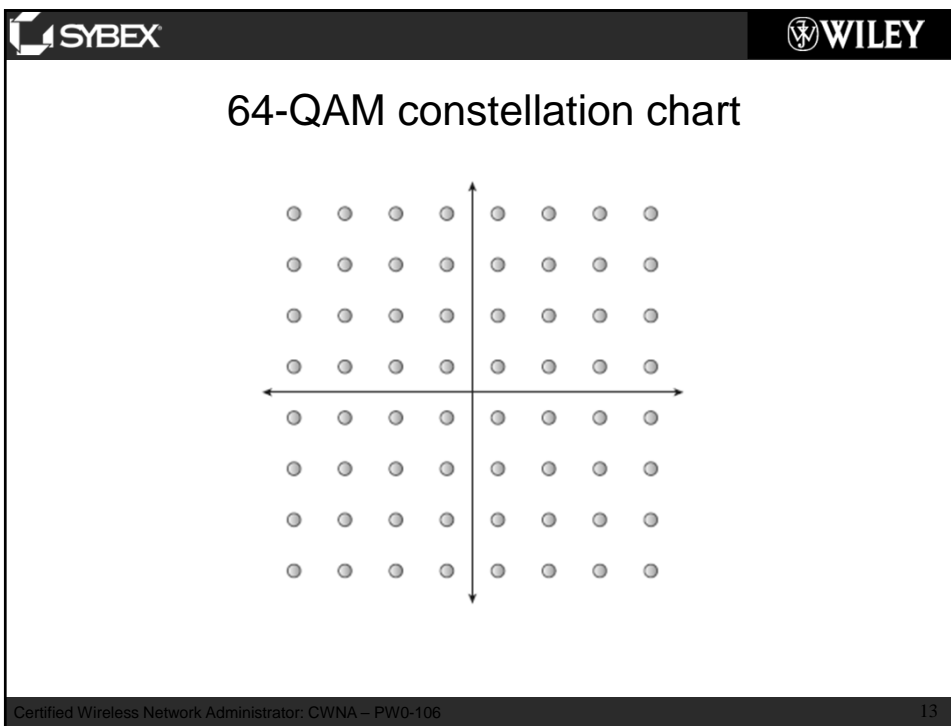 SYBEX®
WILEY
64-QAM constellation chart
Certified Wireless Network Administrator: CWNA – PW0-106
13